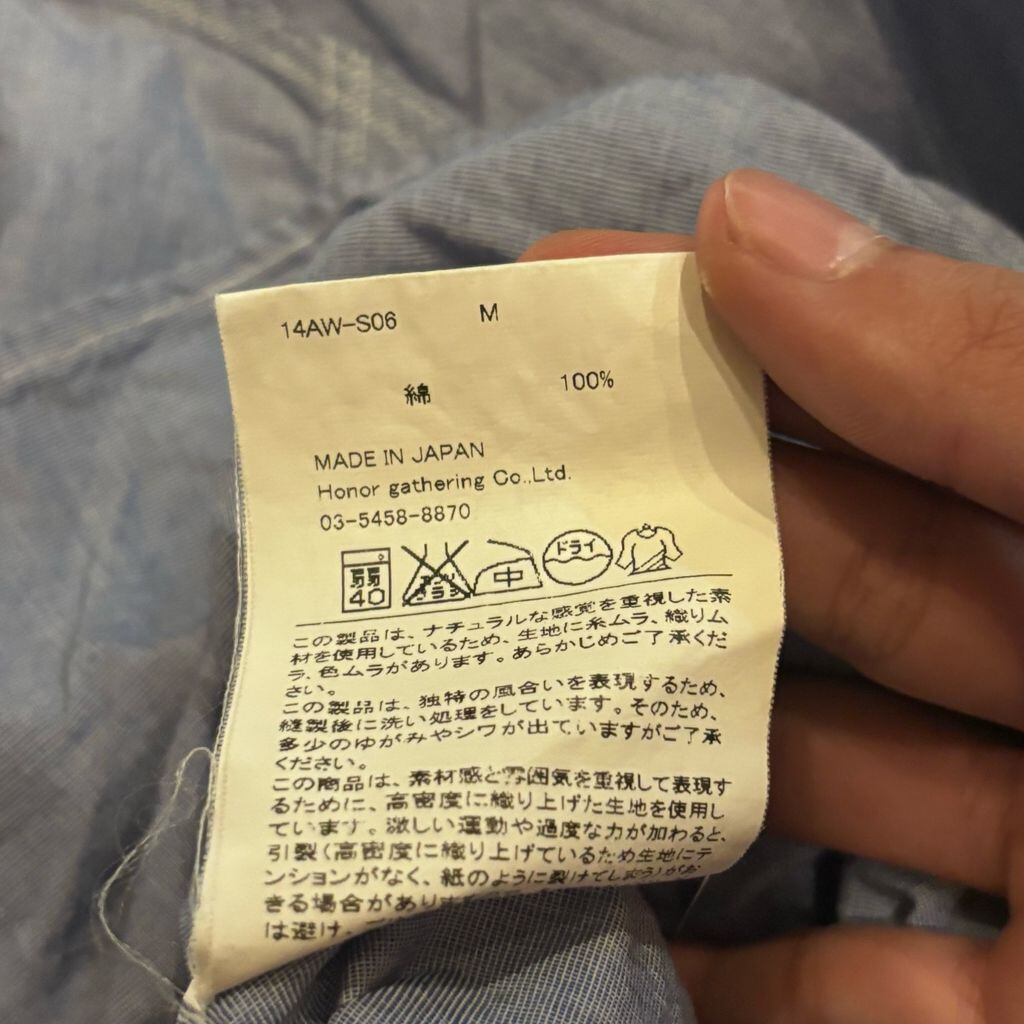 14AW-S06 M
綿 100%
MADE IN JAPAN
Honor gathering Co.,Ltd.
03-5458-8870
弱 40 エンソ サラシ 中 ドライ
この製品は、ナチュラルな感覚を重視した素
材を使用しているため、生地に糸ムラ、織りム
ラ、色ムラがあります。あらかじめご了承くだ
さい。
この製品は、独特の風合いを表現するため、
縫製後に洗い処理をしています。そのため、
多少のゆがみやシワが出ていますがご了承
ください。
この商品は、素材感と雰囲気を重視して表現す
るために、高密度に織り上げた生地を使用し
ています。激しい運動や過度な力が加わると、
引裂(高密度に織り上げているため生地にテ
ンションがなく、紙のように裂けてしまう)がお
きる場合があり
は避け、